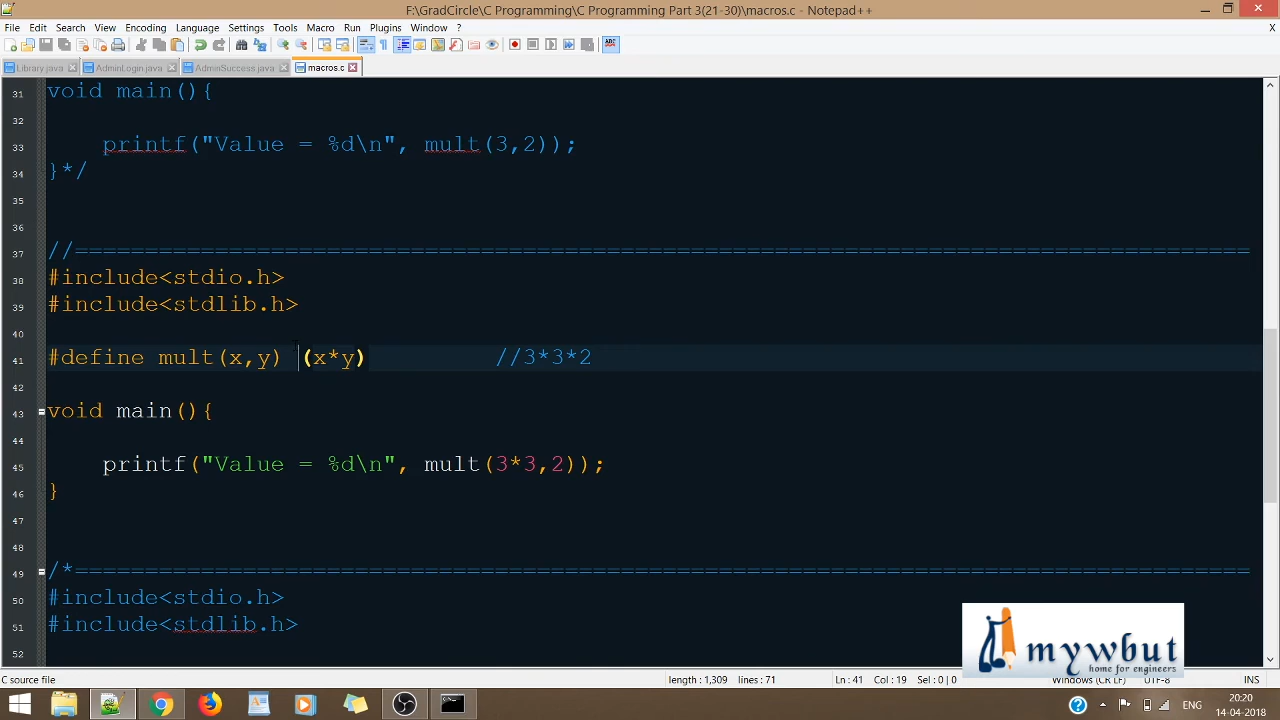 F:\GradCircle\C Programming\C Programming Part 3(21-30)\macros.c - Notepad++
File Edit Search View Encoding Language Settings Tools Macro Run Plugins Window ? X
Library.java AdminLogin.java AdminSuccess.java macros.c
31 void main(){
32
33 printf("Value = %d\n", mult(3,2));
34 }*/
35
36
37 //====================================================================================
38 #include<stdio.h>
39 #include<stdlib.h>
40
41 #define mult(x,y) (x*y) //3*3*2
42
43 void main(){
44
45 printf("Value = %d\n", mult(3*3,2));
46 }
47
48
49 /*====================================================================================
50 #include<stdio.h>
51 #include<stdlib.h>
52
mywbut
home for engineers
C source file length : 1,309 lines : 71 Ln : 41 Col : 19 Sel : 0 | 0 Windows (CR LF) UTF-8 INS
ENG 20:20
14-04-2018